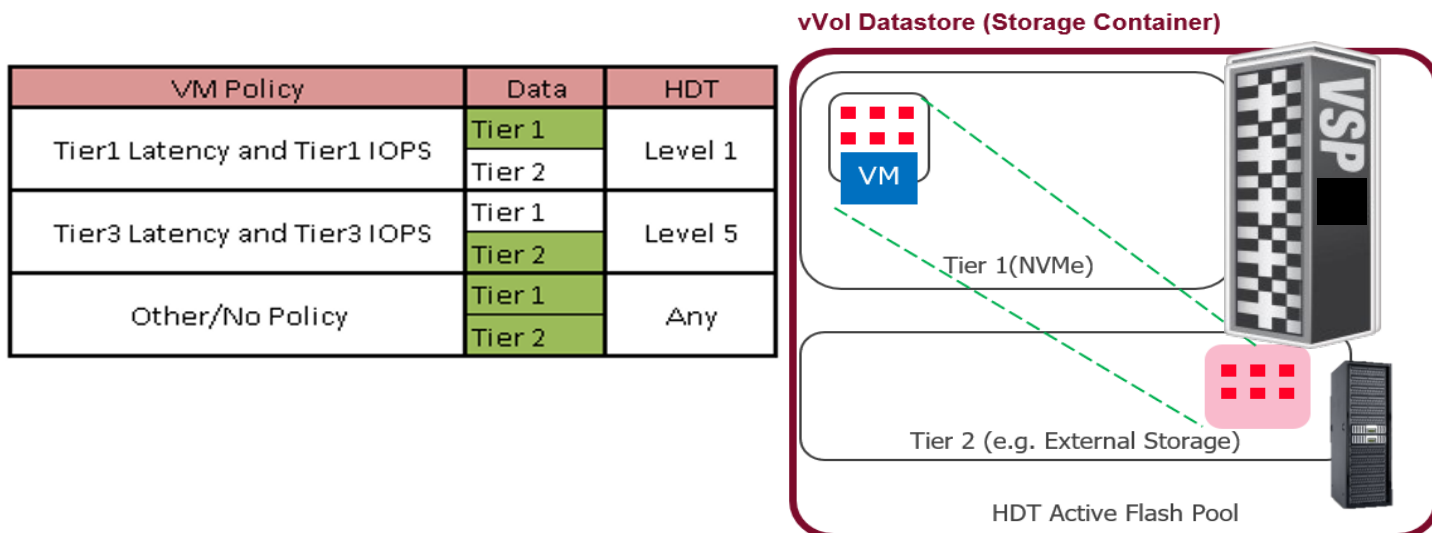 vVol Datastore (Storage Container)
VM Policy Data HDT
Tier1 Latency and Tier1 IOPS Tier 1 Level 1
Tier 2
Tier3 Latency and Tier3 IOPS Tier 1 Level 5
Tier 2
Other/No Policy Tier 1 Any
Tier 2
VM
VSP
Tier 1(NVMe)
Tier 2 (e.g. External Storage)
HDT Active Flash Pool